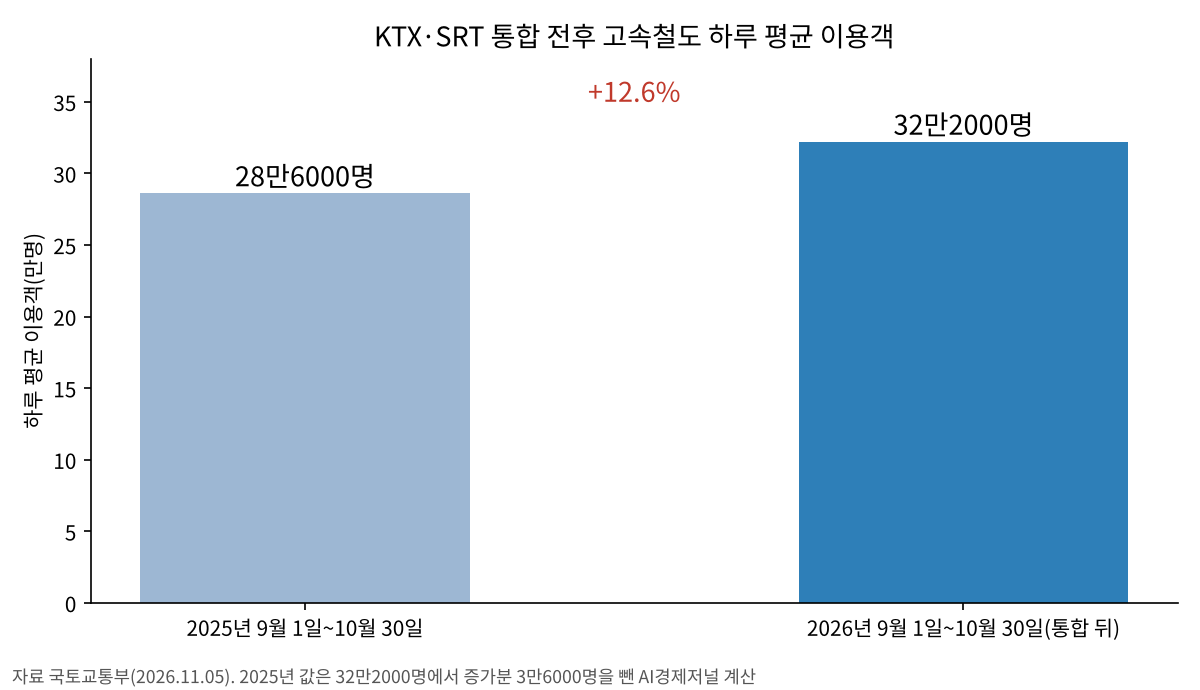 KTX·SRT 통합 전후 고속철도 하루 평균 이용객
+12.6%
28만6000명
32만2000명
하루 평균 이용객(만명)
35
30
25
20
15
10
5
0
2025년 9월 1일~10월 30일
2026년 9월 1일~10월 30일(통합 뒤)
자료 국토교통부(2026.11.05). 2025년 값은 32만2000명에서 증가분 3만6000명을 뺀 AI경제저널 계산